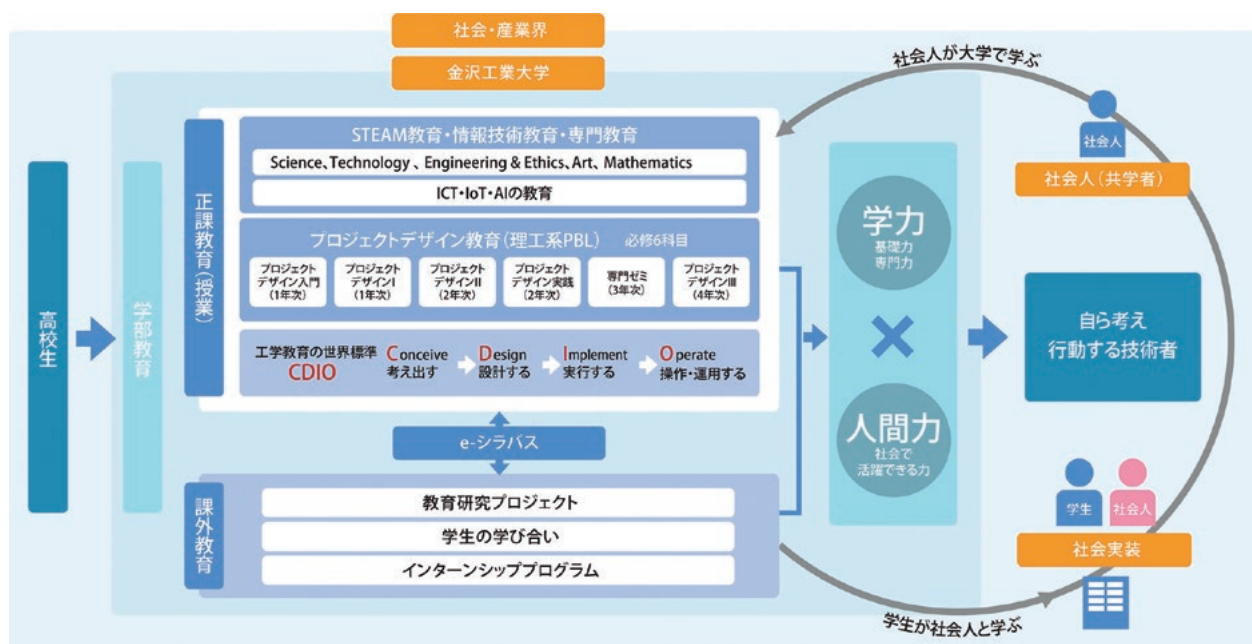 社会・産業界
金沢工業大学
社会人が大学で学ぶ
高校生
学部教育
正課教育(授業)
STEAM教育・情報技術教育・専門教育
Science、Technology 、Engineering & Ethics、Art、Mathematics
ICT・IoT・AIの教育
プロジェクトデザイン教育(理工系PBL) 必修6科目
プロジェクト
デザイン入門
(1年次)
プロジェクト
デザインI
(1年次)
プロジェクト
デザインII
(2年次)
プロジェクト
デザイン実践
(2年次)
専門ゼミ
(3年次)
プロジェクト
デザインIII
(4年次)
工学教育の世界標準
CDIO
Conceive
考え出す
Design
設計する
Implement
実行する
Operate
操作・運用する
e-シラバス
課外教育
教育研究プロジェクト
学生の学び合い
インターンシッププログラム
学力
基礎力
専門力
×
人間力
社会で
活躍できる力
社会人
社会人(共学者)
自ら考え
行動する技術者
学生
社会人
社会実装
学生が社会人と学ぶ